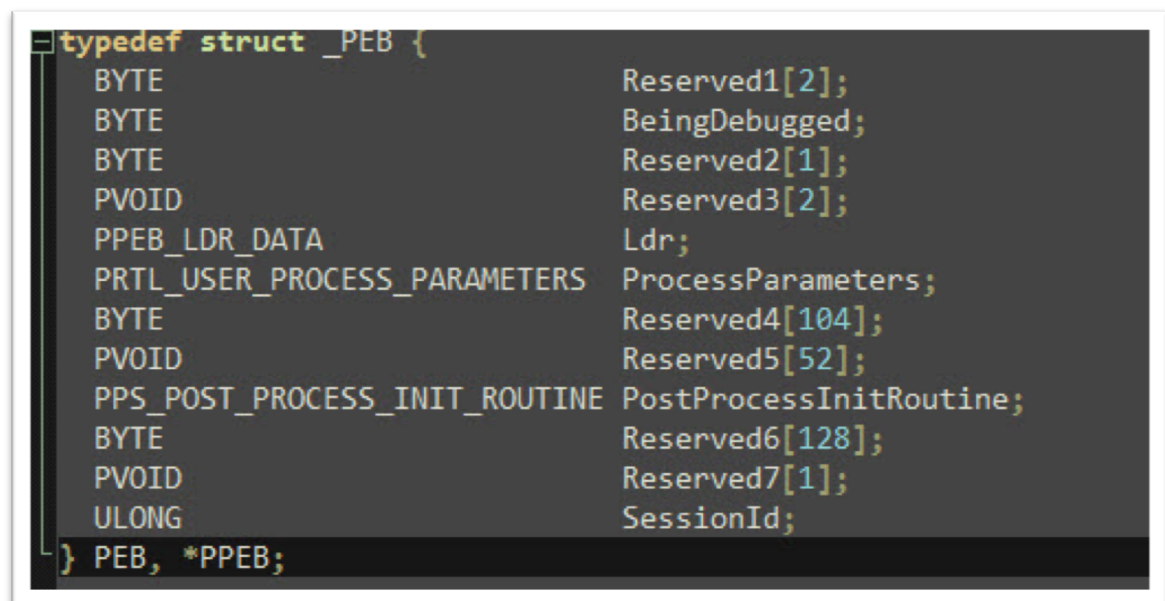 typedef struct _PEB {
BYTE Reserved1[2];
BYTE BeingDebugged;
BYTE Reserved2[1];
PVOID Reserved3[2];
PPEB_LDR_DATA Ldr;
PRTL_USER_PROCESS_PARAMETERS ProcessParameters;
BYTE Reserved4[104];
PVOID Reserved5[52];
PPS_POST_PROCESS_INIT_ROUTINE PostProcessInitRoutine;
BYTE Reserved6[128];
PVOID Reserved7[1];
ULONG SessionId;
} PEB, *PPEB;